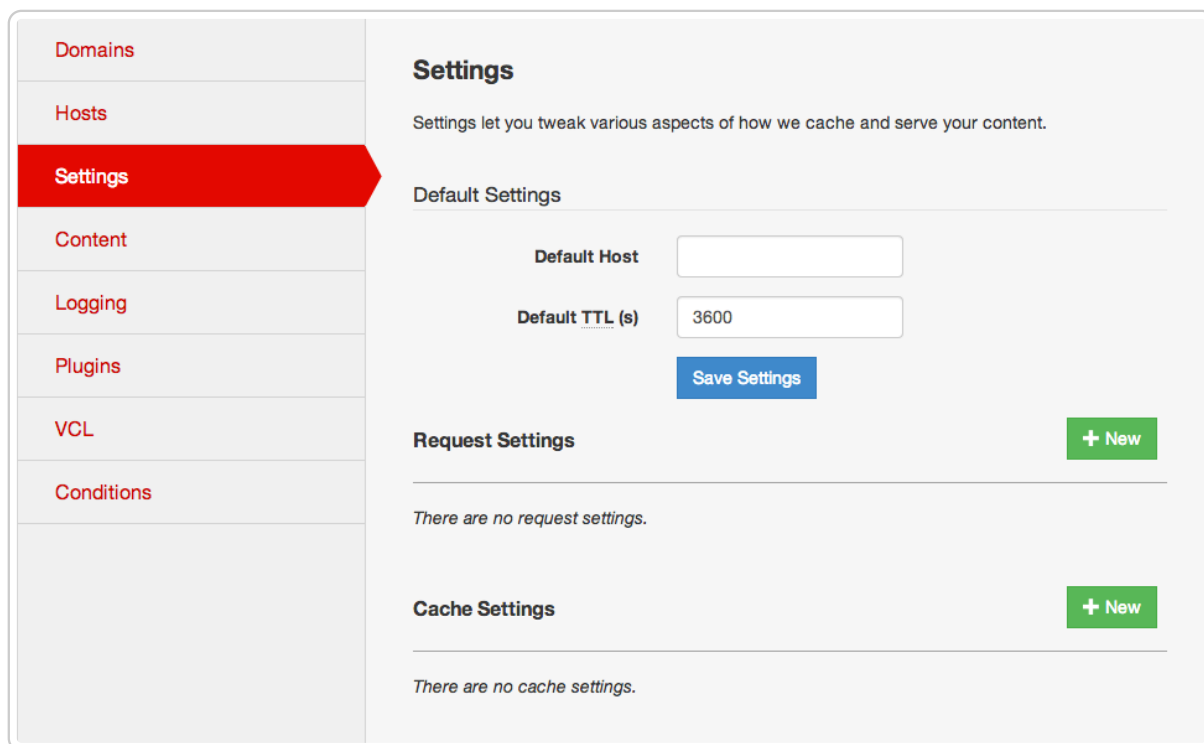 Domains
Hosts
Settings
Content
Logging
Plugins
VCL
Conditions
Settings
Settings let you tweak various aspects of how we cache and serve your content.
Default Settings
Default Host
Default TTL (s) 3600
Save Settings
Request Settings + New
There are no request settings.
Cache Settings + New
There are no cache settings.